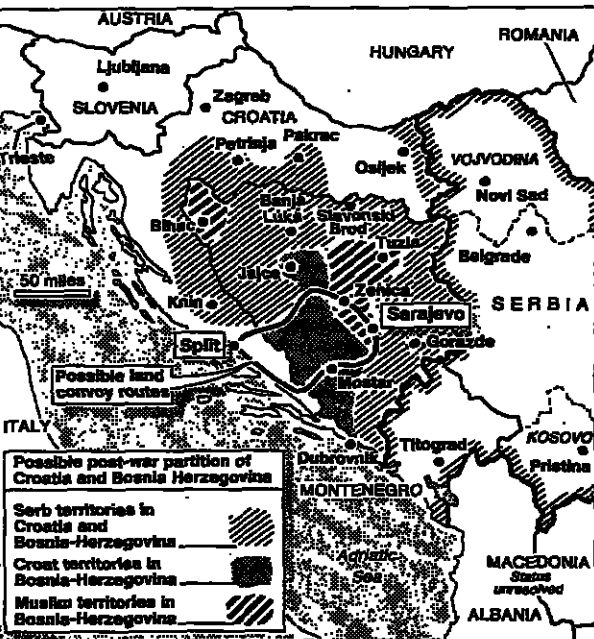 AUSTRIA
ROMANIA
HUNGARY
Ljubljana
SLOVENIA
Zagreb
CROATIA
Trieste
Petrinja
Pakrac
Osijek
VOJVODINA
Novi Sad
Bihac
Banja
Luka
Slavonski
Brod
Tuzla
Belgrade
Jajce
50 miles
Zenica
SERBIA
Knin
Sarajevo
Split
Gorazde
Possible land
convoy routes
Mostar
ITALY
Dubrovnik
Titograd
KOSOVO
Pristina
Possible post-war partition of
Croatia and Bosnia Herzegovina
MONTENEGRO
Serb territories in
Croatia and
Bosnia-Herzegovina
Adriatic
Sea
Croat territories in
Bosnia-Herzegovina
MACEDONIA
Status
unresolved
Muslim territories in
Bosnia-Herzegovina
ALBANIA